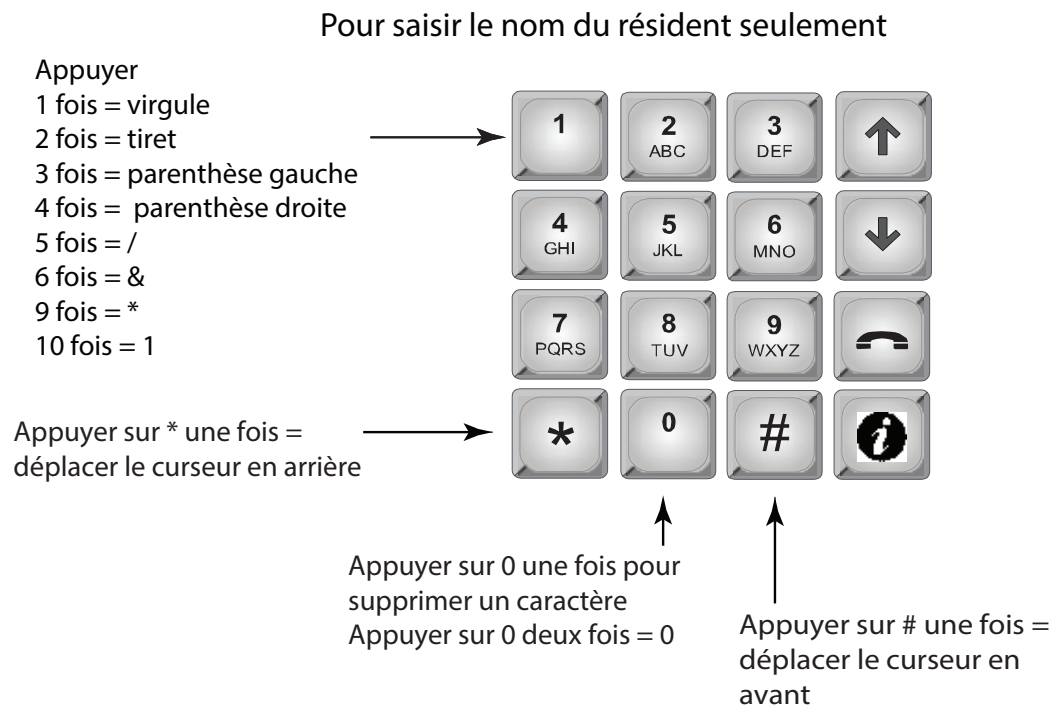 Pour saisir le nom du résident seulement
Appuyer
1 fois = virgule
2 fois = tiret
3 fois = parenthèse gauche
4 fois = parenthèse droite
5 fois = /
6 fois = &
9 fois = *
10 fois = 1
1
2
ABC
3
DEF
4
GHI
5
JKL
6
MNO
7
PQRS
8
TUV
9
WXYZ
*
0
#
i
Appuyer sur * une fois =
déplacer le curseur en arrière
Appuyer sur 0 une fois pour
supprimer un caractère
Appuyer sur 0 deux fois = 0
Appuyer sur # une fois =
déplacer le curseur en
avant